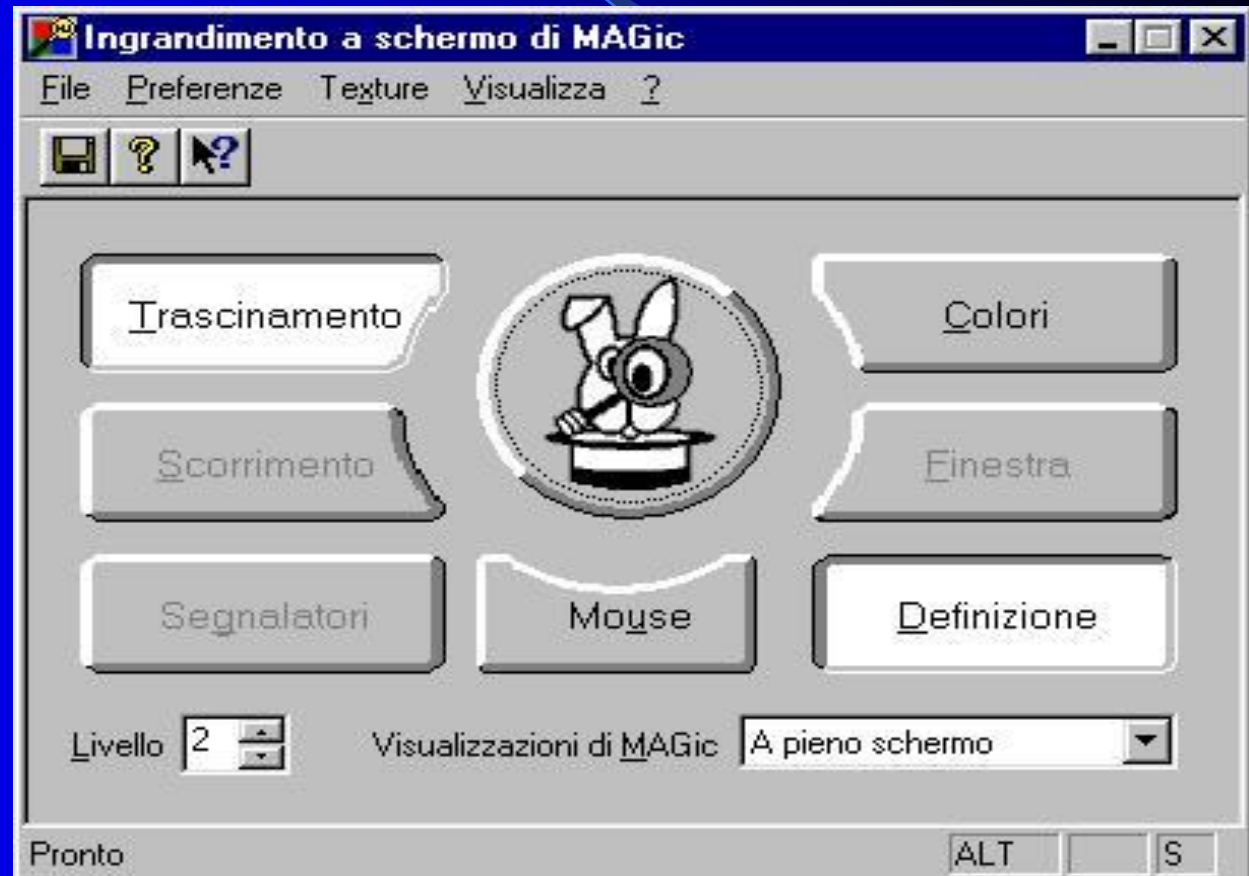 Ingrandimento a schermo di MAGic
File Preferenze Texture Visualizza ?
Trascinamento
Colori
Scorrimento
Finestra
Segnalatori
Mouse
Definizione
Livello 2 Visualizzazioni di MAGic A pieno schermo
Pronto ALT S